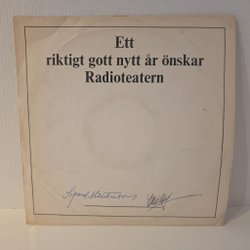 Ett
riktigt gott nytt år önskar
Radioteatern